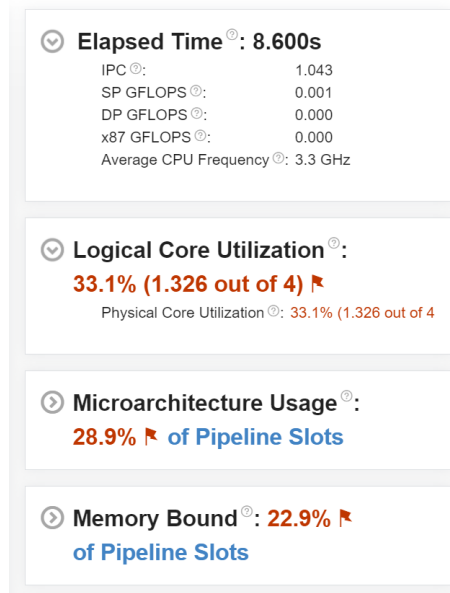 Elapsed Time: 8.600s
IPC: 1.043
SP GFLOPS: 0.001
DP GFLOPS: 0.000
x87 GFLOPS: 0.000
Average CPU Frequency: 3.3 GHz
Logical Core Utilization:
33.1% (1.326 out of 4)
Physical Core Utilization: 33.1% (1.326 out of 4
Microarchitecture Usage:
28.9% of Pipeline Slots
Memory Bound: 22.9%
of Pipeline Slots